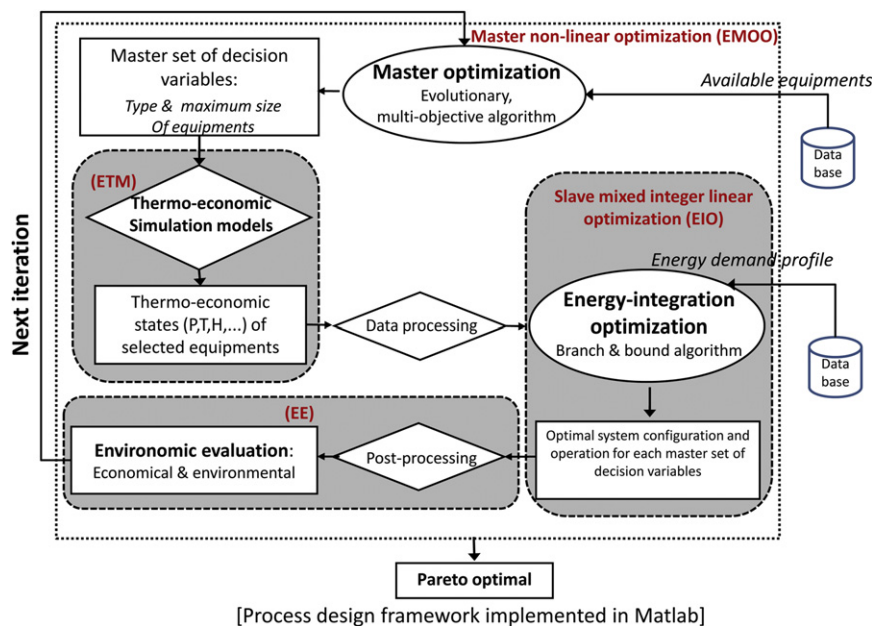 Master non-linear optimization (EMOO)
Master set of decision
variables:
Type & maximum size
Of equipments
Master optimization
Evolutionary,
multi-objective algorithm
Available equipments
Data
base
(ETM)
Thermo-economic
Simulation models
Slave mixed integer linear
optimization (EIO)
Energy demand profile
Next iteration
Thermo-economic
states (P,T,H,...) of
selected equipments
Data processing
Energy-integration
optimization
Branch & bound algorithm
Data
base
(EE)
Environomic evaluation:
Economical & environmental
Post-processing
Optimal system configuration and
operation for each master set of
decision variables
Pareto optimal
[Process design framework implemented in Matlab]